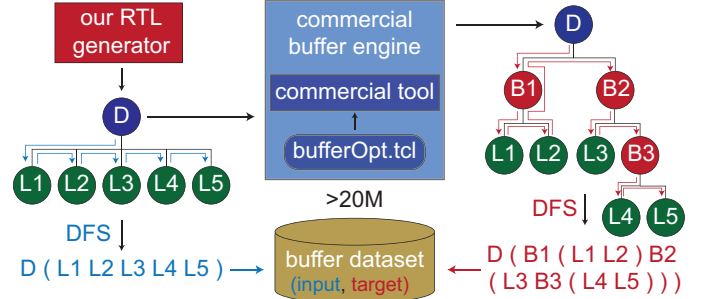 our RTL
generator
D
L1 L2 L3 L4 L5
DFS
D ( L1 L2 L3 L4 L5 )
commercial
buffer engine
commercial tool
bufferOpt.tcl
>20M
buffer dataset
(input, target)
D
B1 B2
L1 L2 L3 B3
L4 L5
DFS
D ( B1 ( L1 L2 ) B2
( L3 B3 ( L4 L5 ) ) )